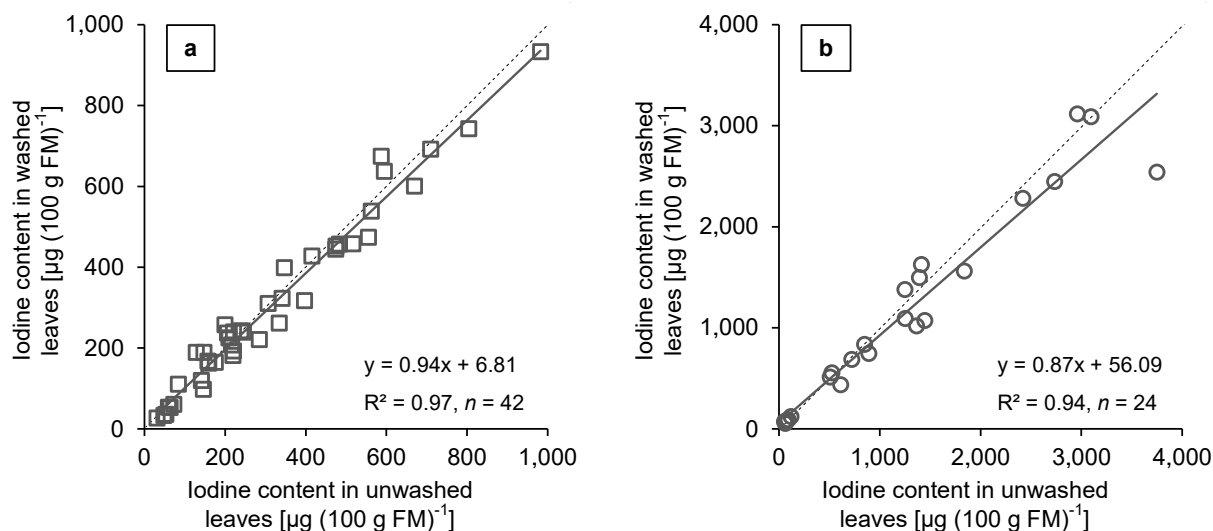 a
1,000
800
600
400
200
0
0 200 400 600 800 1,000
Iodine content in washed
leaves [µg (100 g FM)⁻¹]
y = 0.94x + 6.81
R² = 0.97, n = 42
Iodine content in unwashed
leaves [µg (100 g FM)⁻¹]
b
4,000
3,000
2,000
1,000
0
0 1,000 2,000 3,000 4,000
Iodine content in washed
leaves [µg (100 g FM)⁻¹]
y = 0.87x + 56.09
R² = 0.94, n = 24
Iodine content in unwashed
leaves [µg (100 g FM)⁻¹]